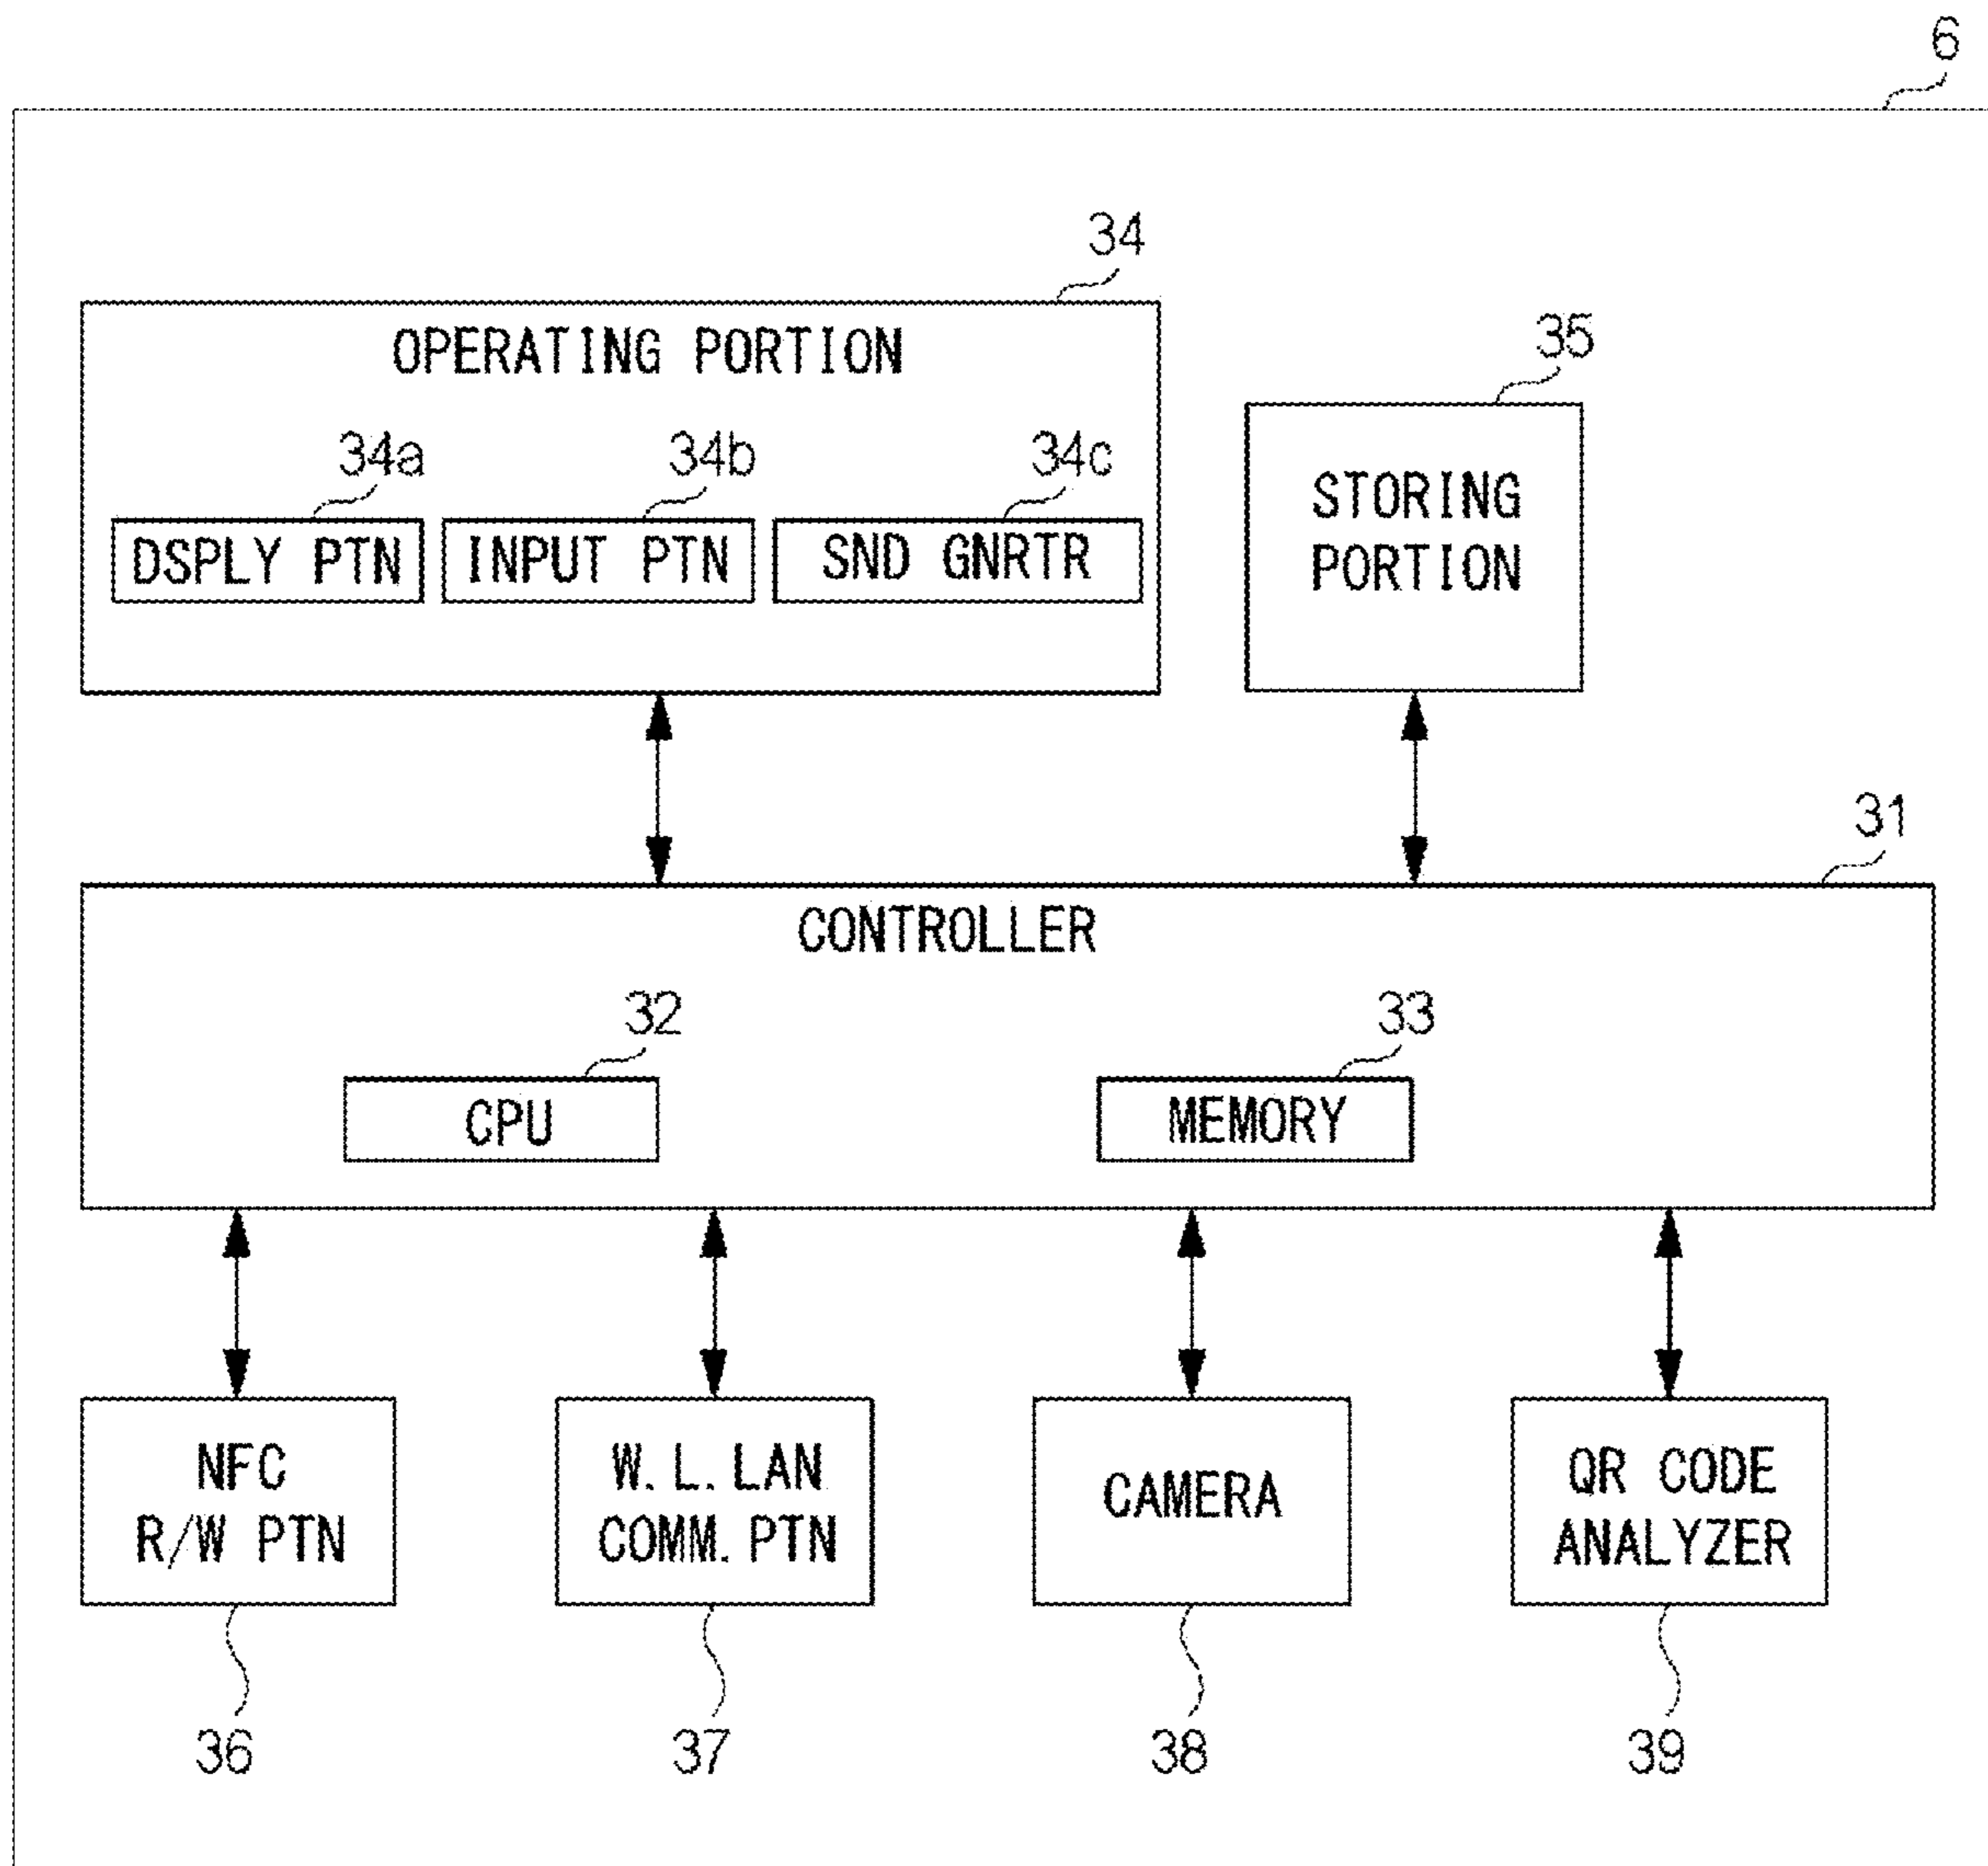 6
34
OPERATING PORTION
35
34a
34b
34c
STORING
PORTION
DSPLY PTN
INPUT PTN
SND GNRTR
31
CONTROLLER
32
33
CPU
MEMORY
NFC
R/W PTN
W.L.LAN
COMM.PTN
CAMERA
QR CODE
ANALYZER
36
37
38
39